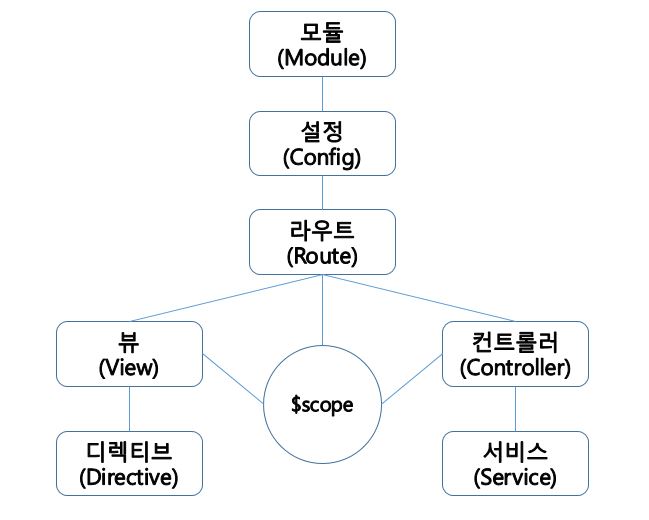 모듈
(Module)
설정
(Config)
라우트
(Route)
뷰
(View)
$scope
컨트롤러
(Controller)
디렉티브
(Directive)
서비스
(Service)